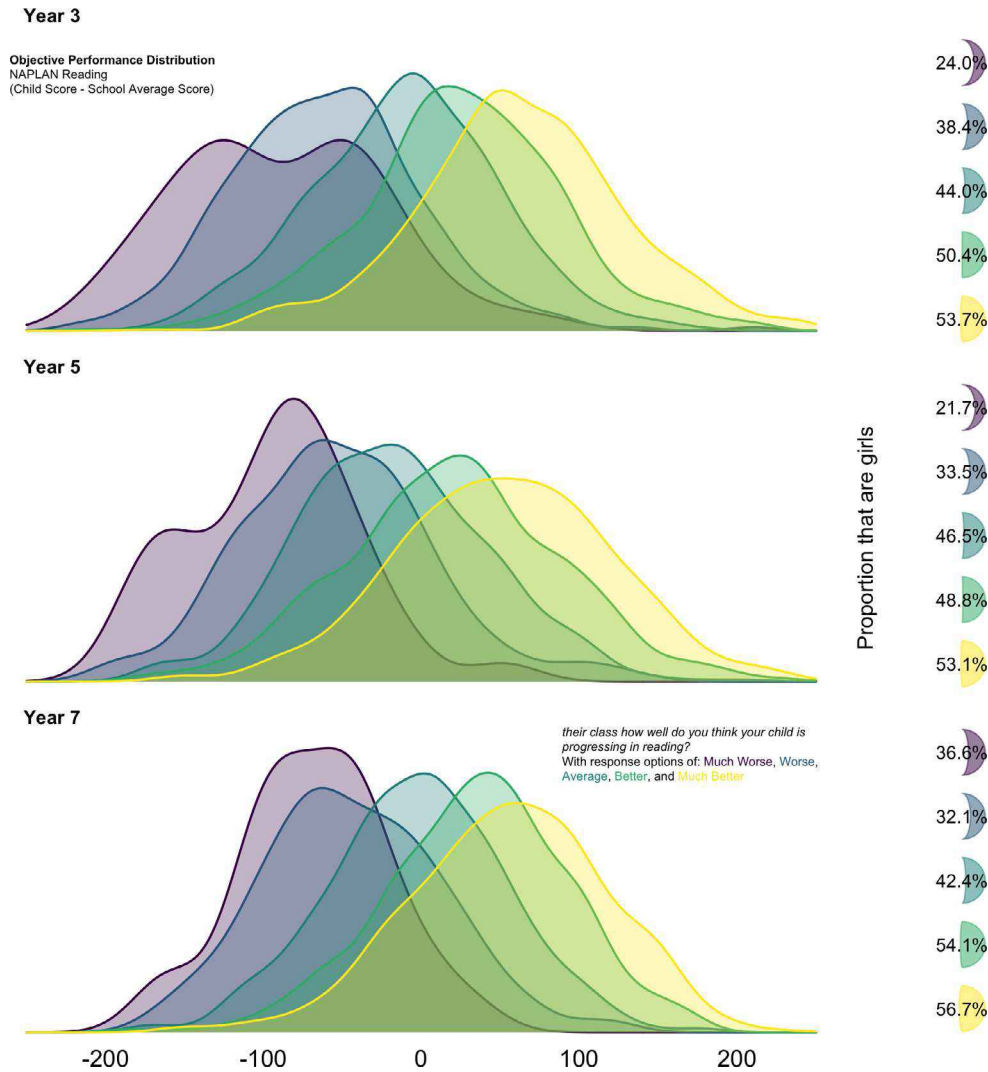 Year 3
Objective Performance Distribution
NAPLAN Reading
(Child Score - School Average Score)
24.0%
38.4%
44.0%
50.4%
53.7%
Year 5
Proportion that are girls
21.7%
33.5%
46.5%
48.8%
53.1%
Year 7
their class how well do you think your child is
progressing in reading?
With response options of: Much Worse, Worse,
Average, Better, and Much Better
36.6%
32.1%
42.4%
54.1%
56.7%
-200 -100 0 100 200